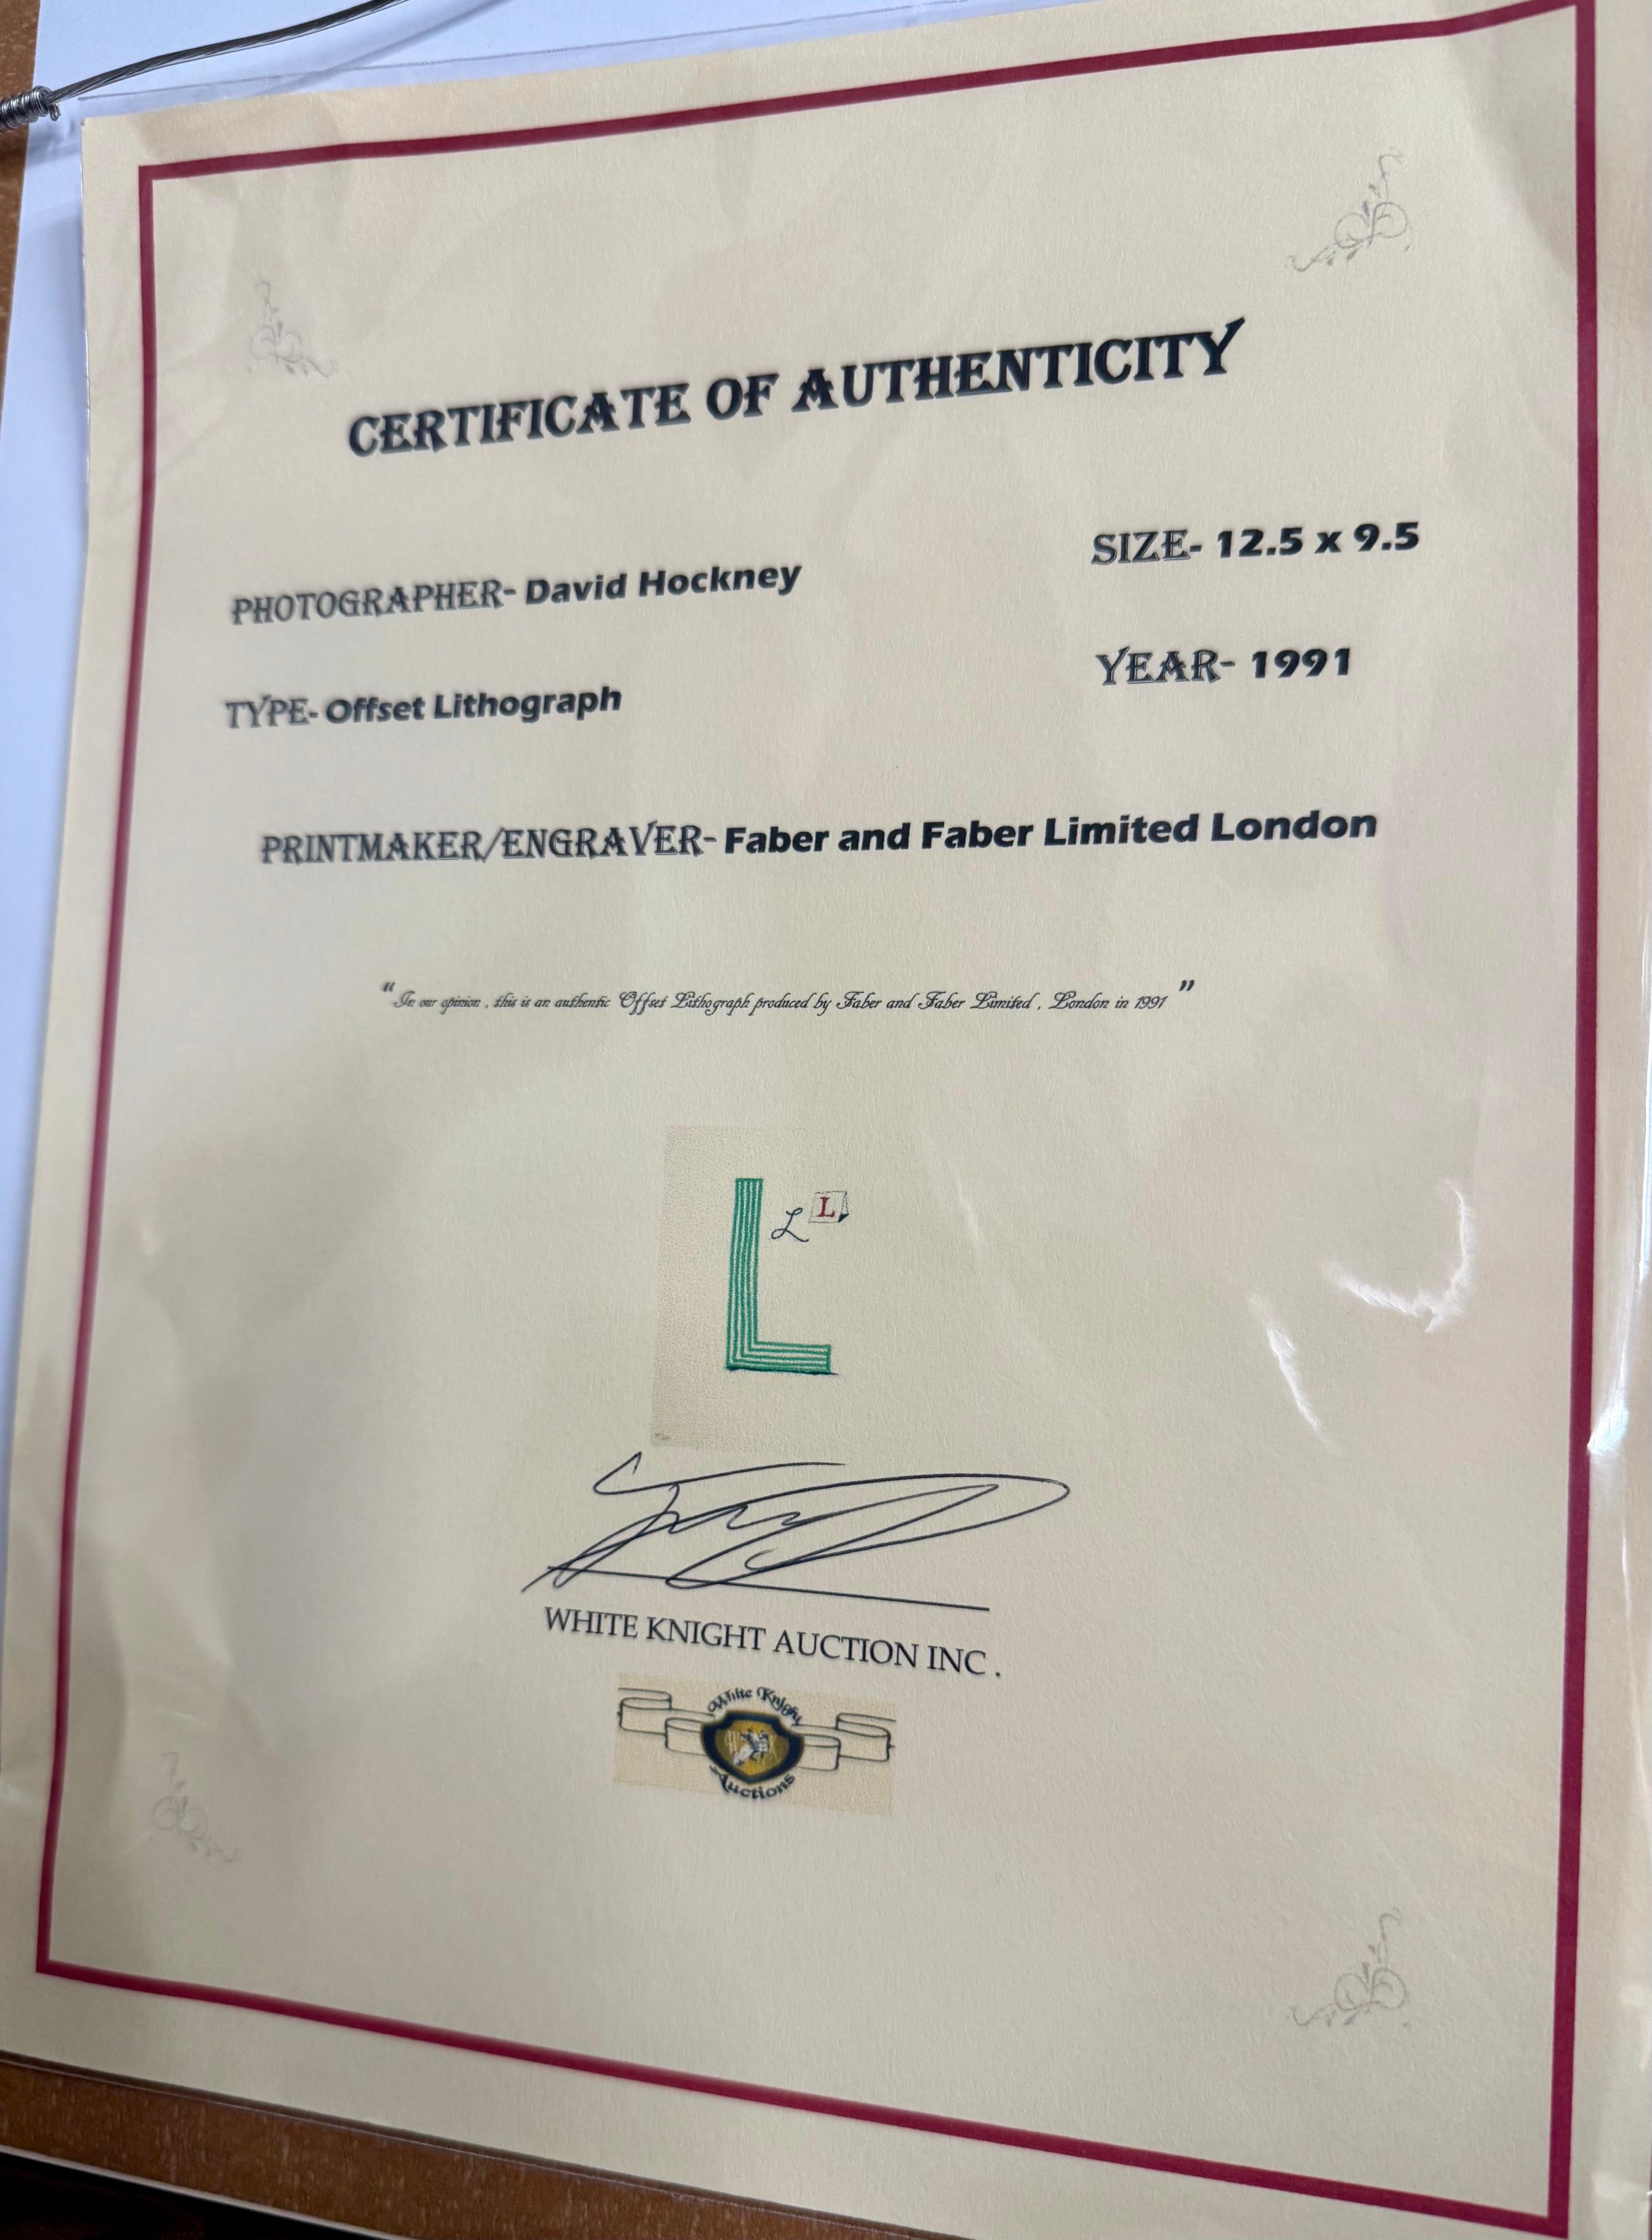 CERTIFICATE OF AUTHENTICITY
PHOTOGRAPHER- David Hockney
SIZE- 12.5 x 9.5
TYPE- Offset Lithograph
YEAR- 1991
PRINTMAKER/ENGRAVER- Faber and Faber Limited London
"In our opinion , this is an authentic Offset Lithograph produced by Faber and Faber Limited , London in 1991"
L L L
WHITE KNIGHT AUCTION INC .
White Knight
Auctions